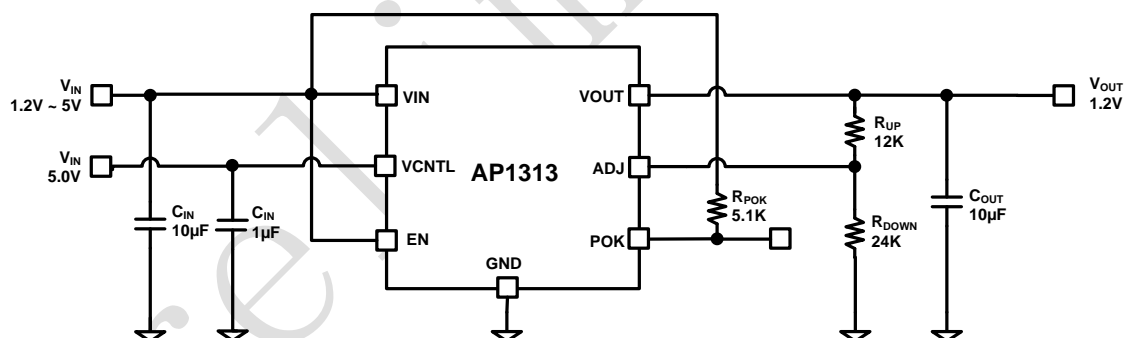 VIN
1.2V ~ 5V
VIN
5.0V
CIN
10µF
CIN
1µF
VIN
VCNTL
EN
GND
AP1313
VOUT
ADJ
POK
RPOK
5.1K
RUP
12K
RDOWN
24K
COUT
10µF
VOUT
1.2V